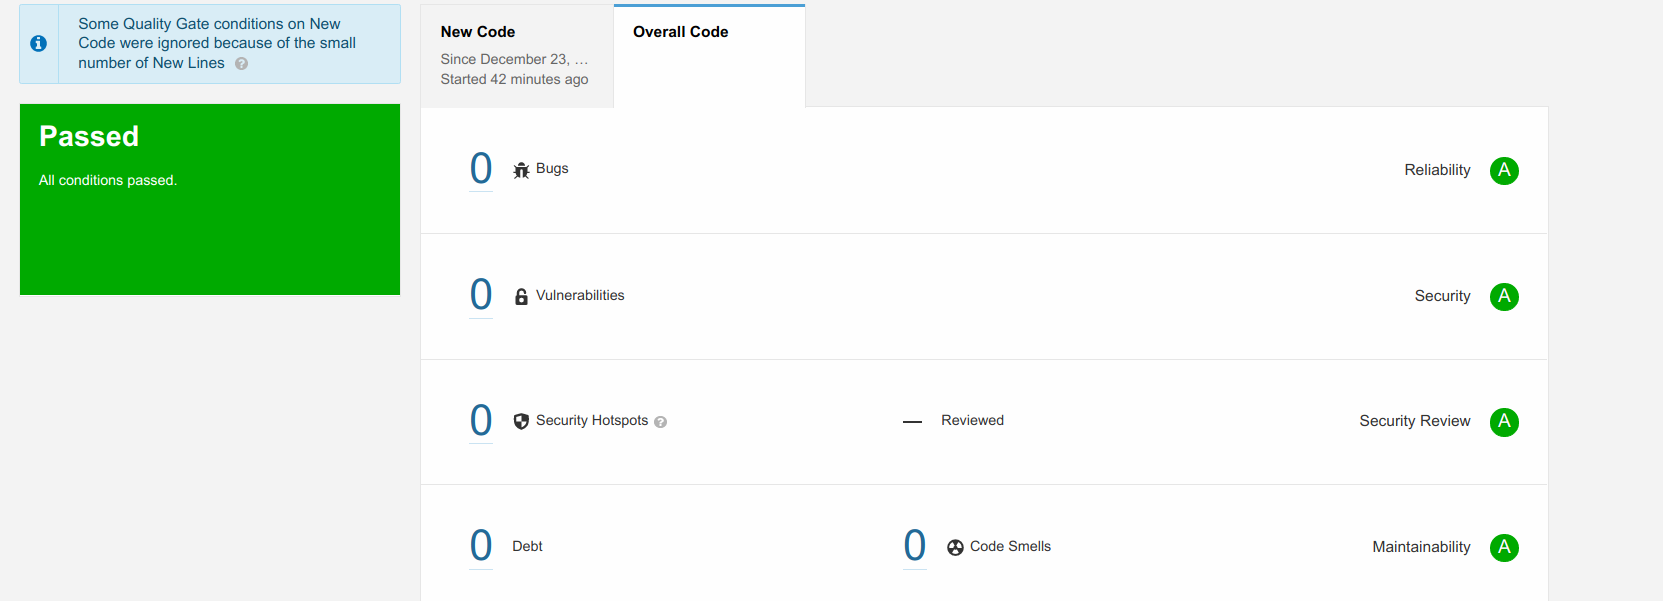 Some Quality Gate conditions on New
Code were ignored because of the small
number of New Lines ?
Passed
All conditions passed.
New Code
Since December 23, …
Started 42 minutes ago
Overall Code
0 Bugs Reliability A
0 Vulnerabilities Security A
0 Security Hotspots ? — Reviewed Security Review A
0 Debt 0 Code Smells Maintainability A